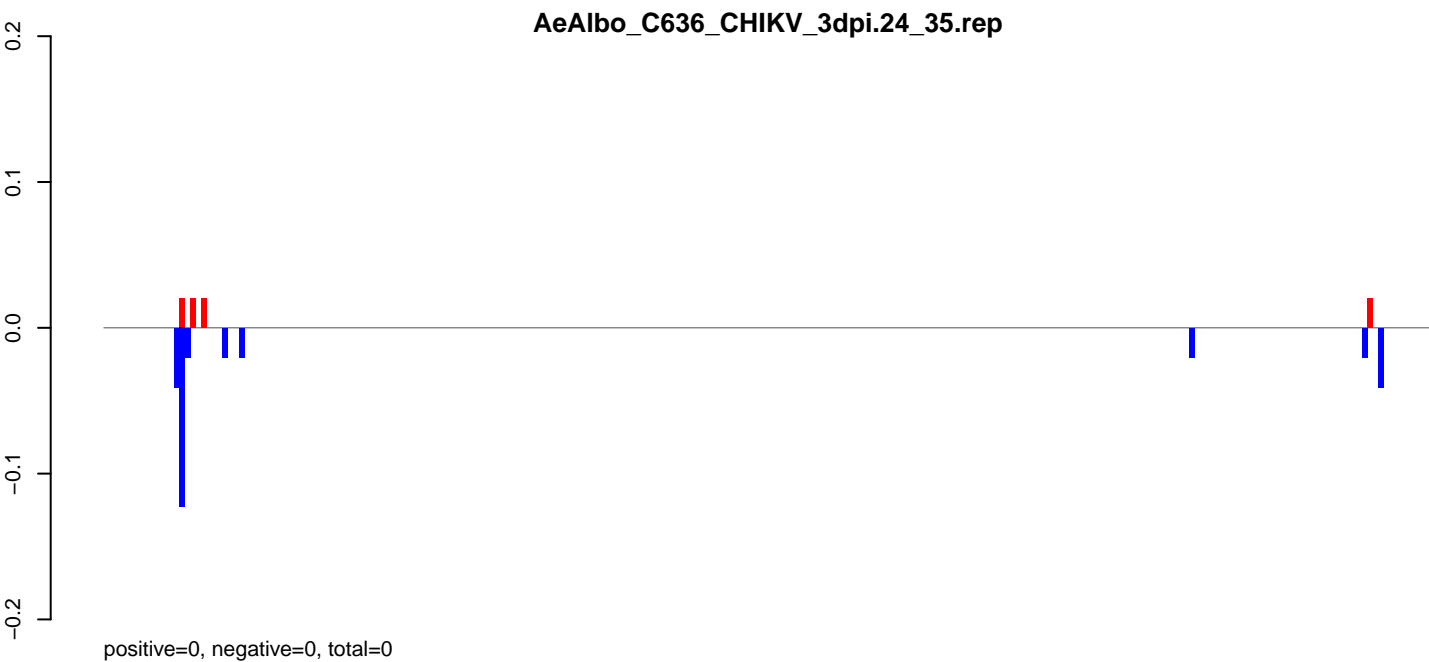 AeAlbo_C636_CHIKV_3dpi.24_35.rep
0.2
0.1
0.0
−0.1
−0.2
positive=0, negative=0, total=0